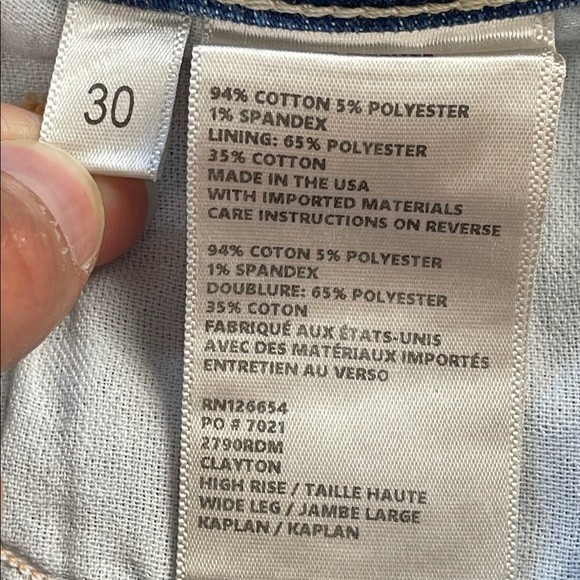 30
94% COTTON 5% POLYESTER
1% SPANDEX
LINING: 65% POLYESTER
35% COTTON
MADE IN THE USA
WITH IMPORTED MATERIALS
CARE INSTRUCTIONS ON REVERSE
94% COTON 5% POLYESTER
1% SPANDEX
DOUBLURE: 65% POLYESTER
35% COTON
FABRIQUÉ AUX ÉTATS-UNIS
AVEC DES MATÉRIAUX IMPORTÉS
ENTRETIEN AU VERSO
RN126654
PO # 7021
2790RDM
CLAYTON
HIGH RISE / TAILLE HAUTE
WIDE LEG / JAMBE LARGE
KAPLAN / KAPLAN